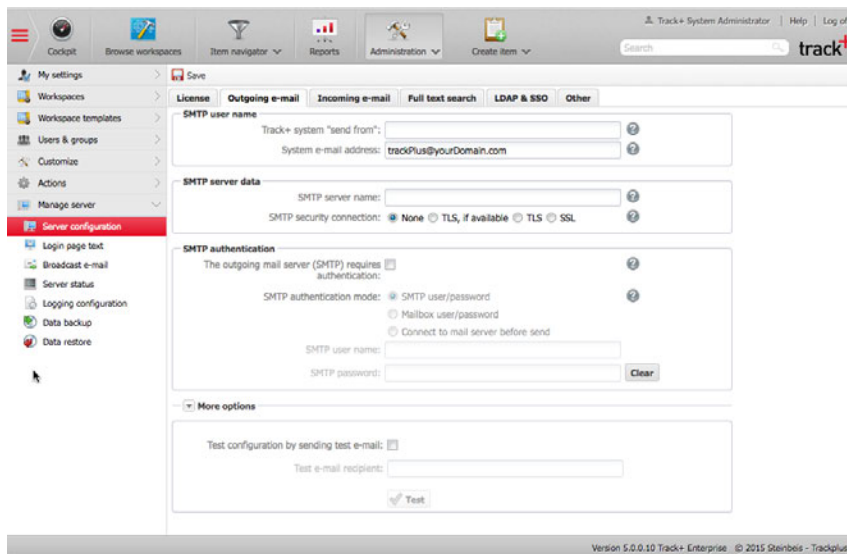 Track+ System Administrator | Help | Log of
Cockpit Browse workspaces Item navigator Reports Administration Create item Search track+
My settings
Workspaces
Workspace templates
Users & groups
Customize
Actions
Manage server
Server configuration
Login page text
Broadcast e-mail
Server status
Logging configuration
Data backup
Data restore
Save
License Outgoing e-mail Incoming e-mail Full text search LDAP & SSO Other
SMTP user name
Track+ system "send from":
System e-mail address: trackPlus@yourDomain.com
SMTP server data
SMTP server name:
SMTP security connection: None TLS, if available TLS SSL
SMTP authentication
The outgoing mail server (SMTP) requires
authentication:
SMTP authentication mode: SMTP user/password
Mailbox user/password
Connect to mail server before send
SMTP user name:
SMTP password: Clear
More options
Test configuration by sending test e-mail:
Test e-mail recipient:
Test
Version 5.0.0.10 Track+ Enterprise © 2015 Steinbeis - Trackplus